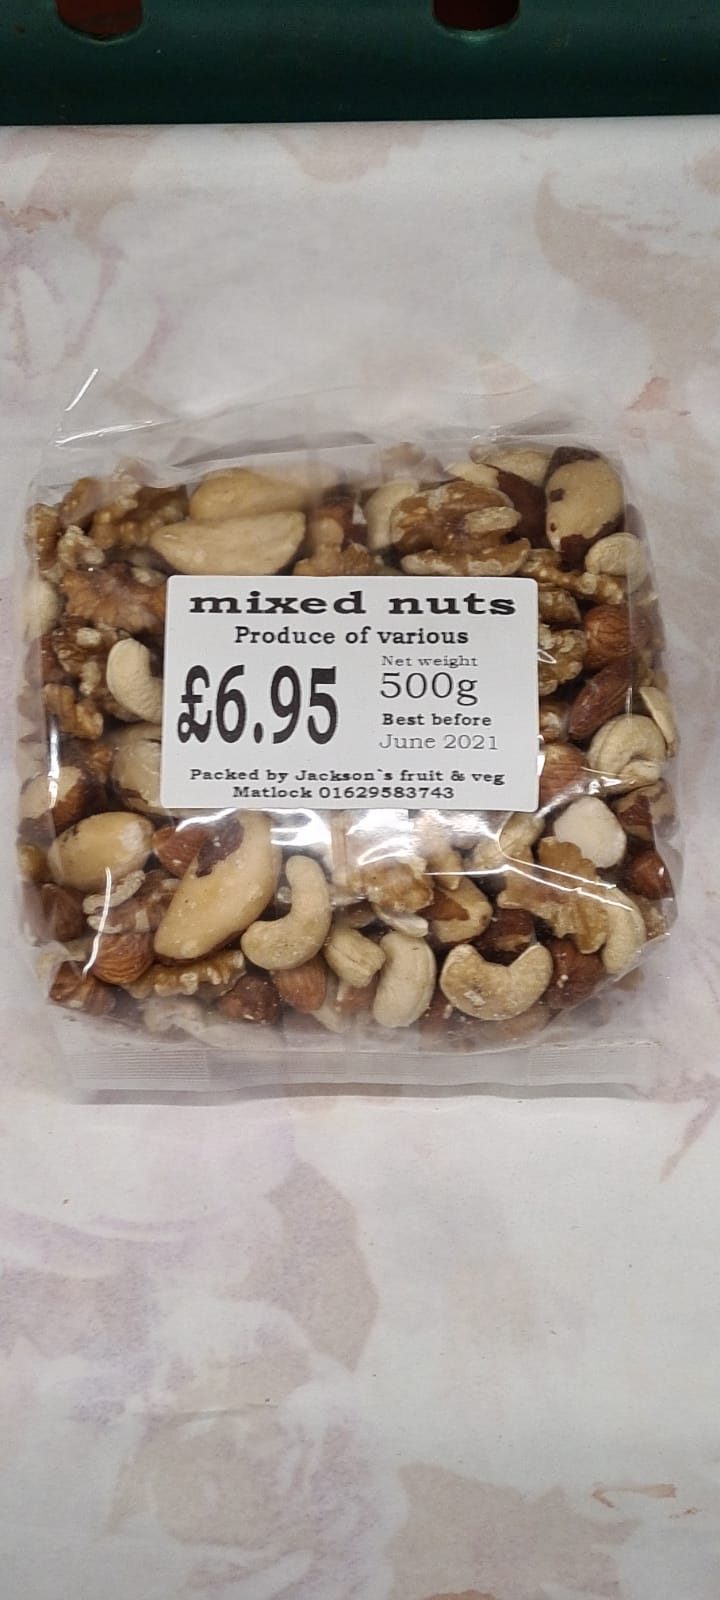 mixed nuts
Produce of various
£6.95
Net weight
500g
Best before
June 2021
Packed by Jackson`s fruit & veg
Matlock 01629583743